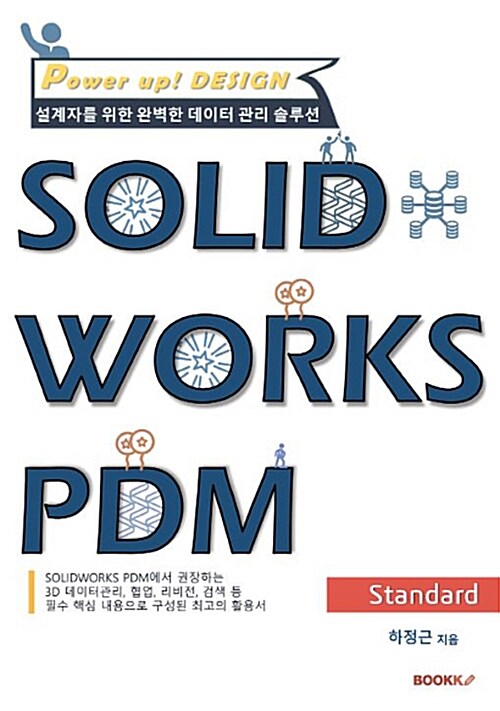 Power up! DESIGN
설계자를 위한 완벽한 데이터 관리 솔루션
SOLID
WORKS
PDM
SOLIDWORKS PDM에서 권장하는
3D 데이터관리, 협업, 리비전, 검색 등
필수 핵심 내용으로 구성된 최고의 활용서
Standard
하정근 지음
BOOKK